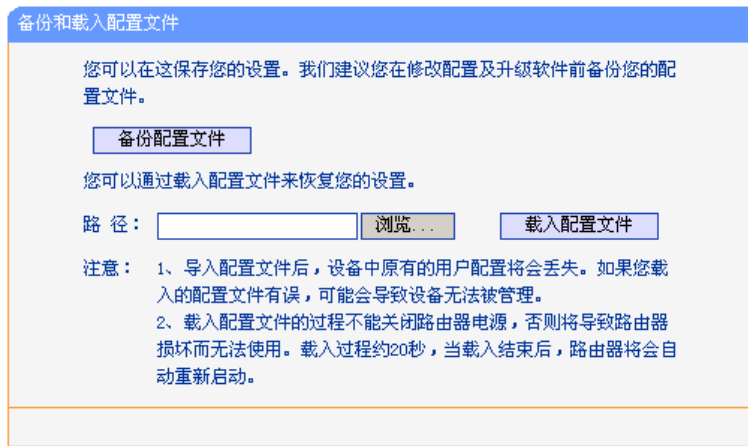 备份和载入配置文件
您可以在这保存您的设置。我们建议您在修改配置及升级软件前备份您的配
置文件。
备份配置文件
您可以通过载入配置文件来恢复您的设置。
路 径： 浏览... 载入配置文件
注意： 1、导入配置文件后，设备中原有的用户配置将会丢失。如果您载
入的配置文件有误，可能会导致设备无法被管理。
2、载入配置文件的过程不能关闭路由器电源，否则将导致路由器
损坏而无法使用。载入过程约20秒，当载入结束后，路由器将会自
动重新启动。